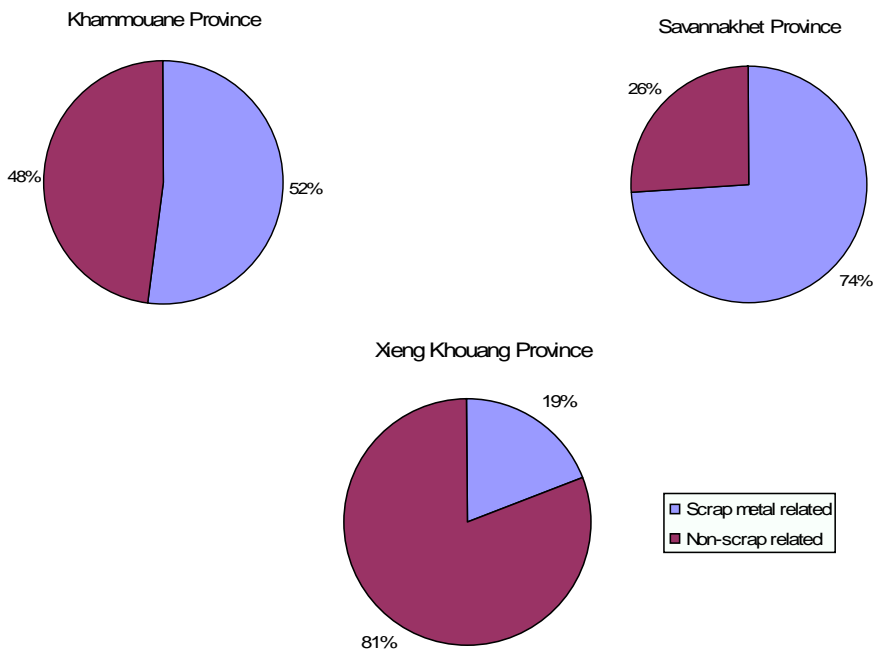 Khammouane Province
Savannakhet Province
48%
52%
26%
74%
Xieng Khouang Province
19%
81%
Scrap metal related
Non-scrap related